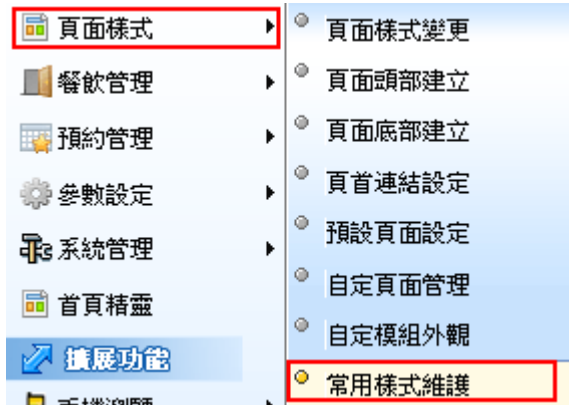 頁面樣式
餐飲管理
預約管理
參數設定
系統管理
首頁精靈
擴展功能
頁面樣式變更
頁面頭部建立
頁面底部建立
頁首連結設定
預設頁面設定
自定頁面管理
自定模組外觀
常用樣式維護